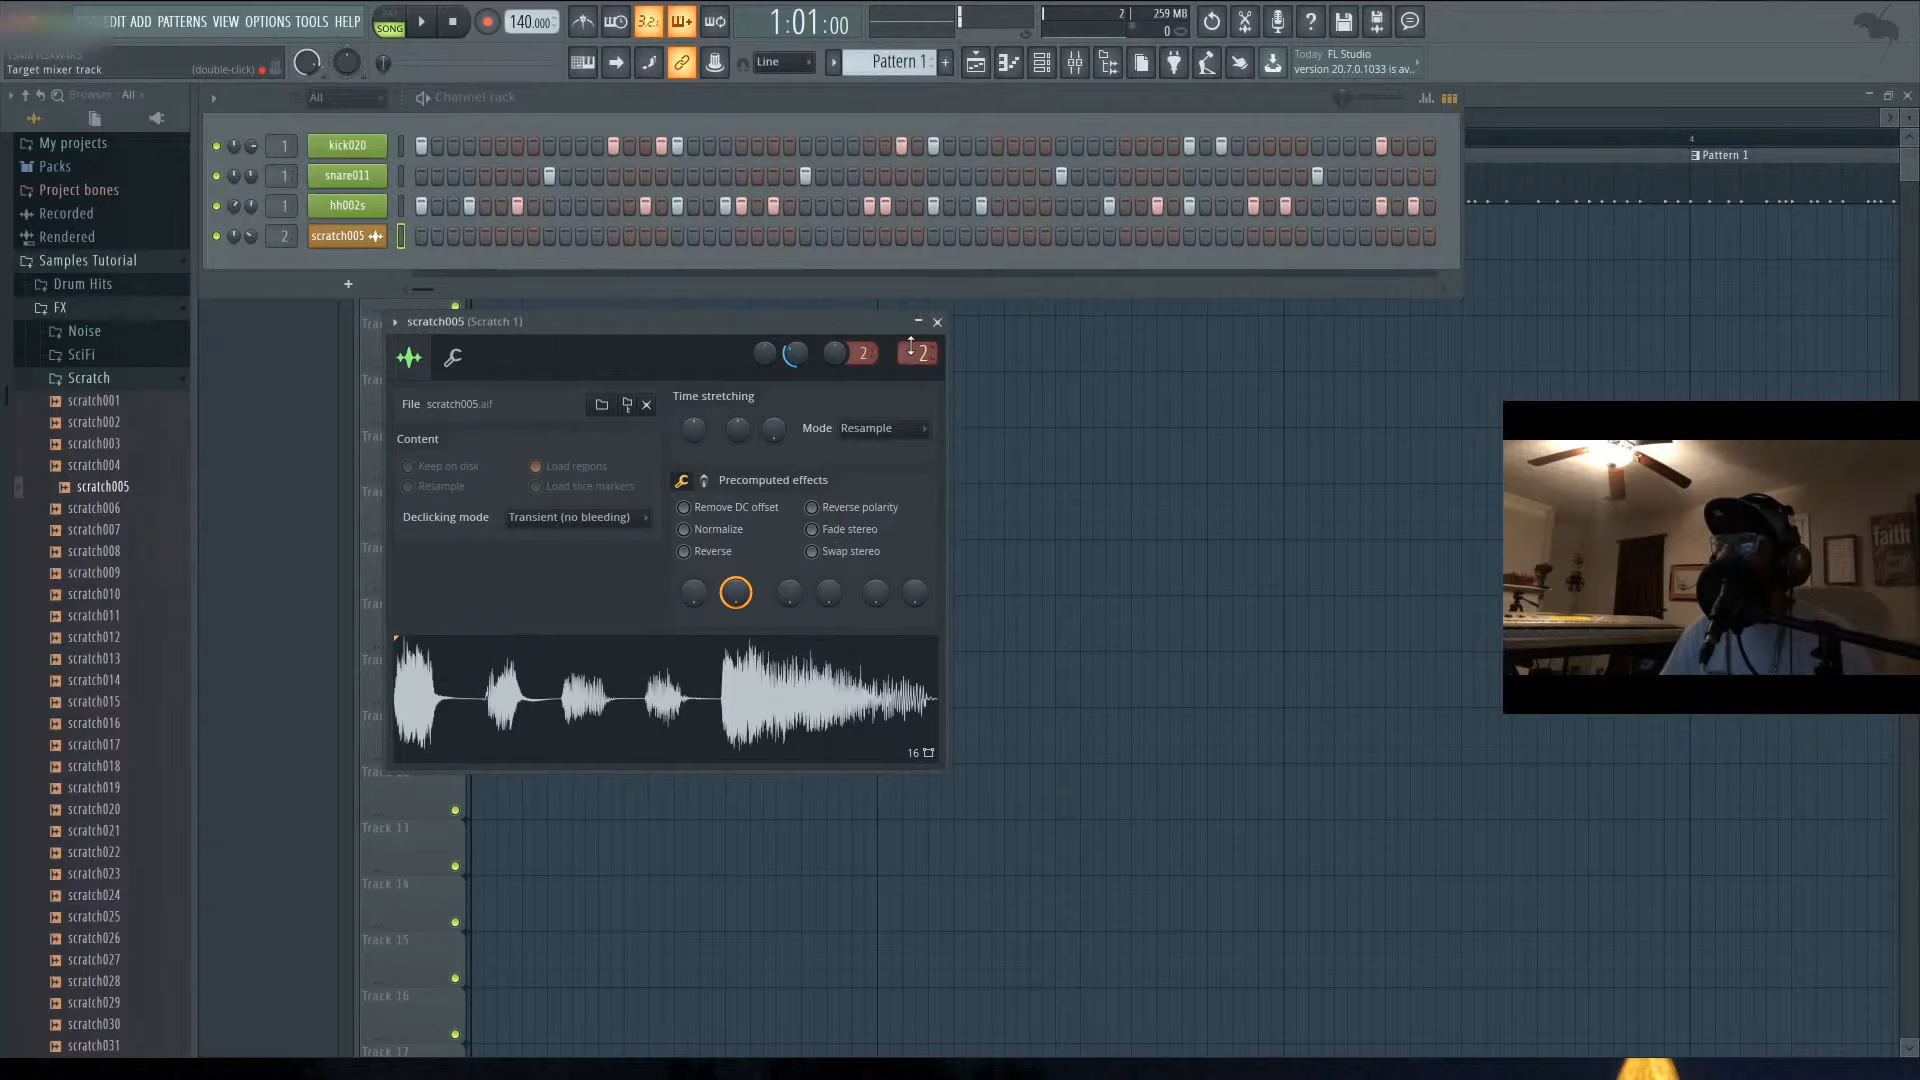 EDIT ADD PATTERNS VIEW OPTIONS TOOLS HELP
SONG
140.000
3.2.
1:01:00
2
259 MB
0
Target mixer track
(double-click)
Line
Pattern 1
+
Today FL Studio
version 20.7.0.1033 is av..
Browser - All
My projects
Packs
Project bones
Recorded
Rendered
Samples Tutorial
Drum Hits
FX
Noise
SciFi
Scratch
scratch001
scratch002
scratch003
scratch004
scratch005
scratch006
scratch007
scratch008
scratch009
scratch010
scratch011
scratch012
scratch013
scratch014
scratch015
scratch016
scratch017
scratch018
scratch019
scratch020
scratch021
scratch022
scratch023
scratch024
scratch025
scratch026
scratch027
scratch028
scratch029
scratch030
scratch031
All
Channel rack
1 kick020
1 snare011
1 hh002s
2 scratch005
+
4
Pattern 1
scratch005 (Scratch 1)
2
2
File scratch005.aif
Content
Keep on disk
Load regions
Resample
Load slice markers
Declicking mode Transient (no bleeding)
Time stretching
Mode Resample
Precomputed effects
Remove DC offset
Reverse polarity
Normalize
Fade stereo
Reverse
Swap stereo
16
Track 13
Track 14
Track 15
Track 16
Track 17
faith